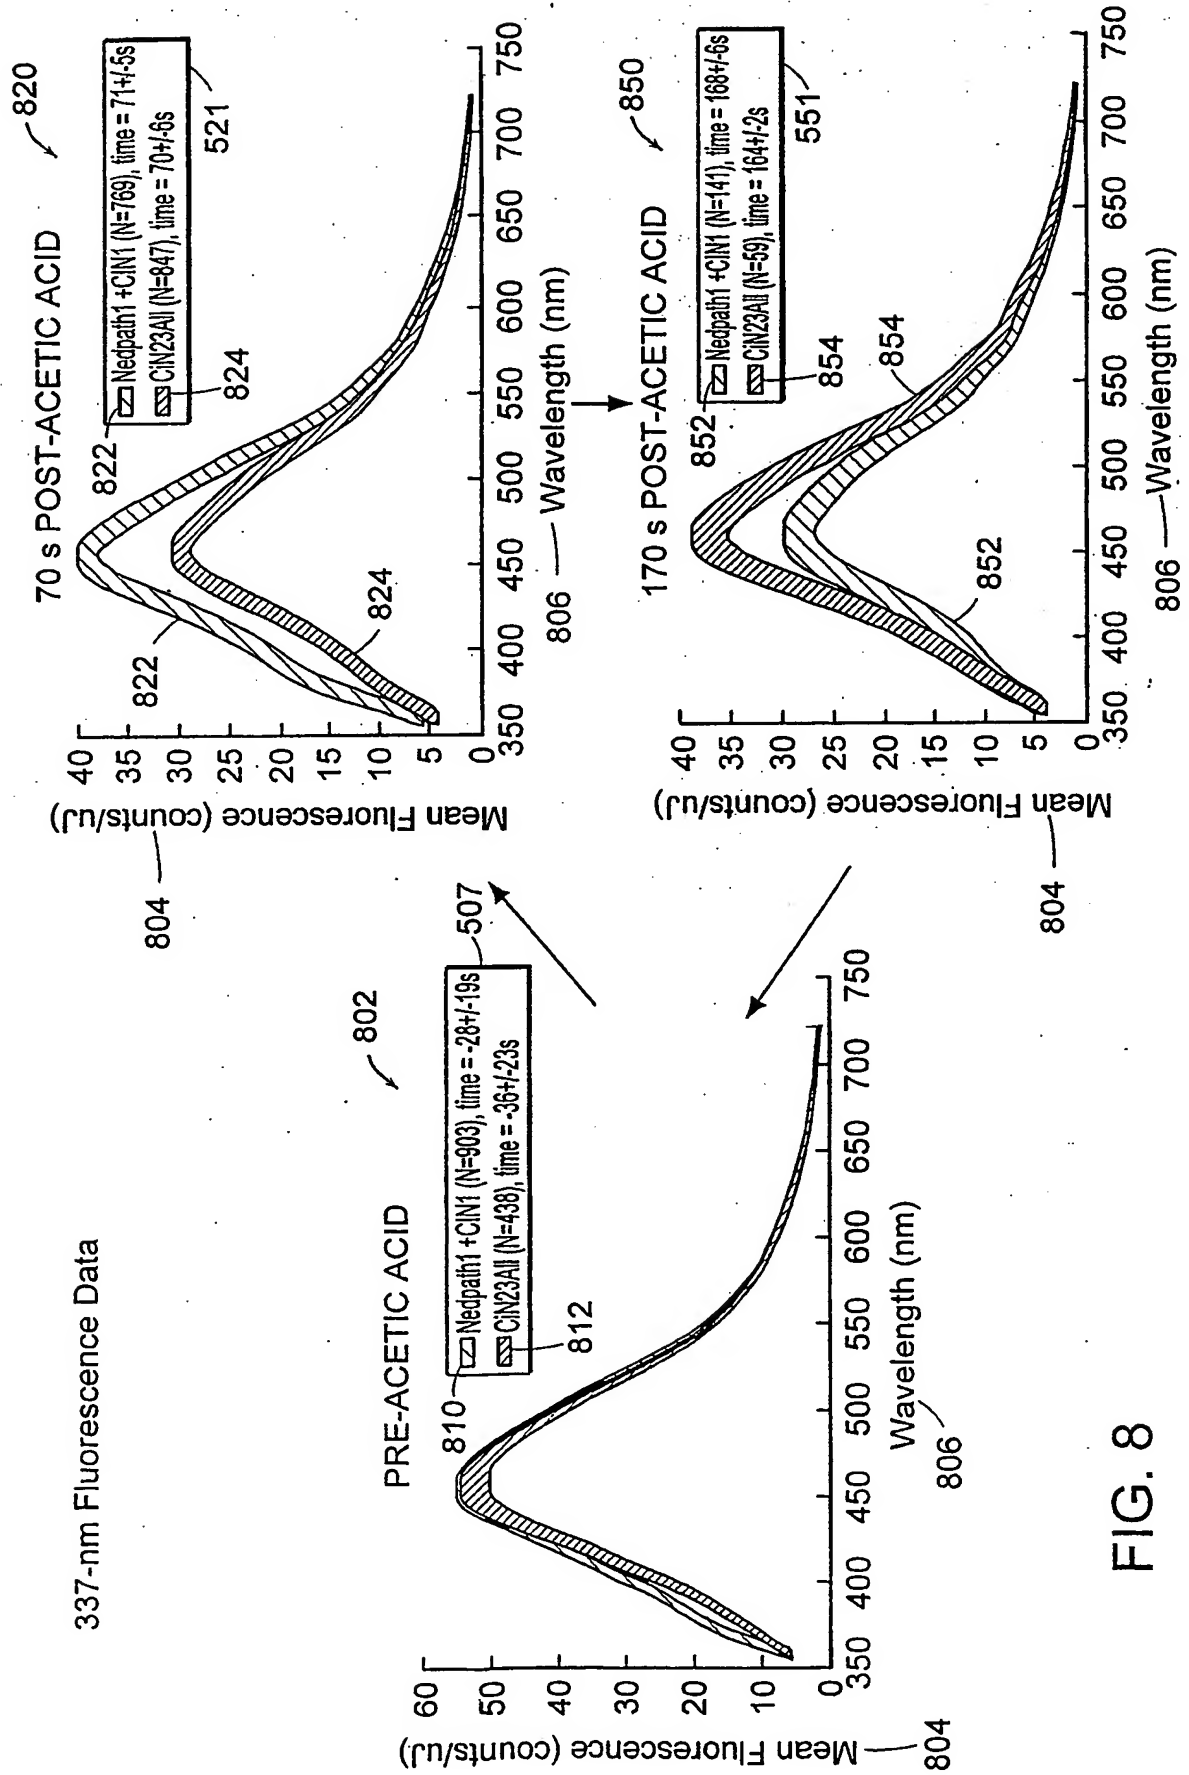 337-nm Fluorescence Data
PRE-ACETIC ACID
802
810
Nedpath1 +CIN1 (N=903), time = -28+/-19s
CiN23All (N=438), time = -36+/-23s
507
812
60
50
40
30
20
10
0
350 400 450 500 550 600 650 700 750
Mean Fluorescence (counts/uJ)
804
Wavelength (nm)
806
70 s POST-ACETIC ACID
820
822
Nedpath1 +CIN1 (N=769), time = 71+/-5s
CiN23All (N=847), time = 70+/-6s
521
824
822
824
40
35
30
25
20
15
10
5
0
350 400 450 500 550 600 650 700 750
Mean Fluorescence (counts/uJ)
804
806 Wavelength (nm)
170 s POST-ACETIC ACID
850
852
Nedpath1 +CIN1 (N=141), time = 168+/-6s
CiN23All (N=59), time = 164+/-2s
551
854
854
852
40
35
30
25
20
15
10
5
0
350 400 450 500 550 600 650 700 750
Mean Fluorescence (counts/uJ)
804
806 Wavelength (nm)
FIG. 8